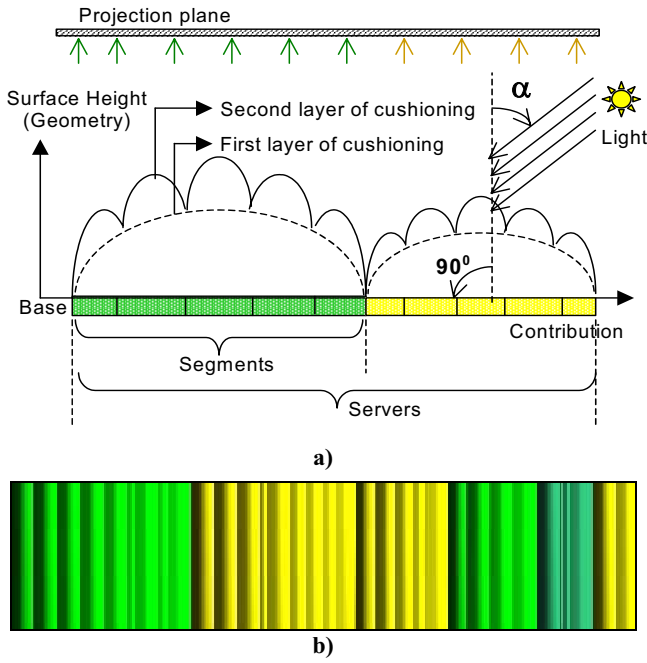 Projection plane
α
Surface Height
(Geometry)
Second layer of cushioning
Light
First layer of cushioning
90⁰
Base
Contribution
Segments
Servers
a)
b)